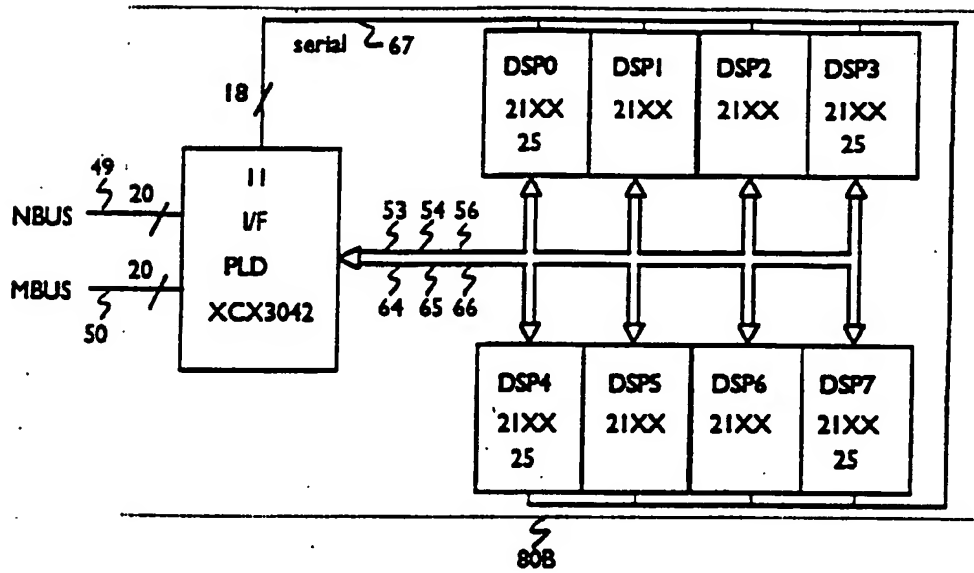 serial 67
DSP0 DSP1 DSP2 DSP3
21XX 21XX 21XX 21XX
25 25
18
49
20
NBUS
MBUS
20
50
11
I/F
PLD
XCX3042
53 54 56
64 65 66
DSP4 DSP5 DSP6 DSP7
21XX 21XX 21XX 21XX
25 25
80B